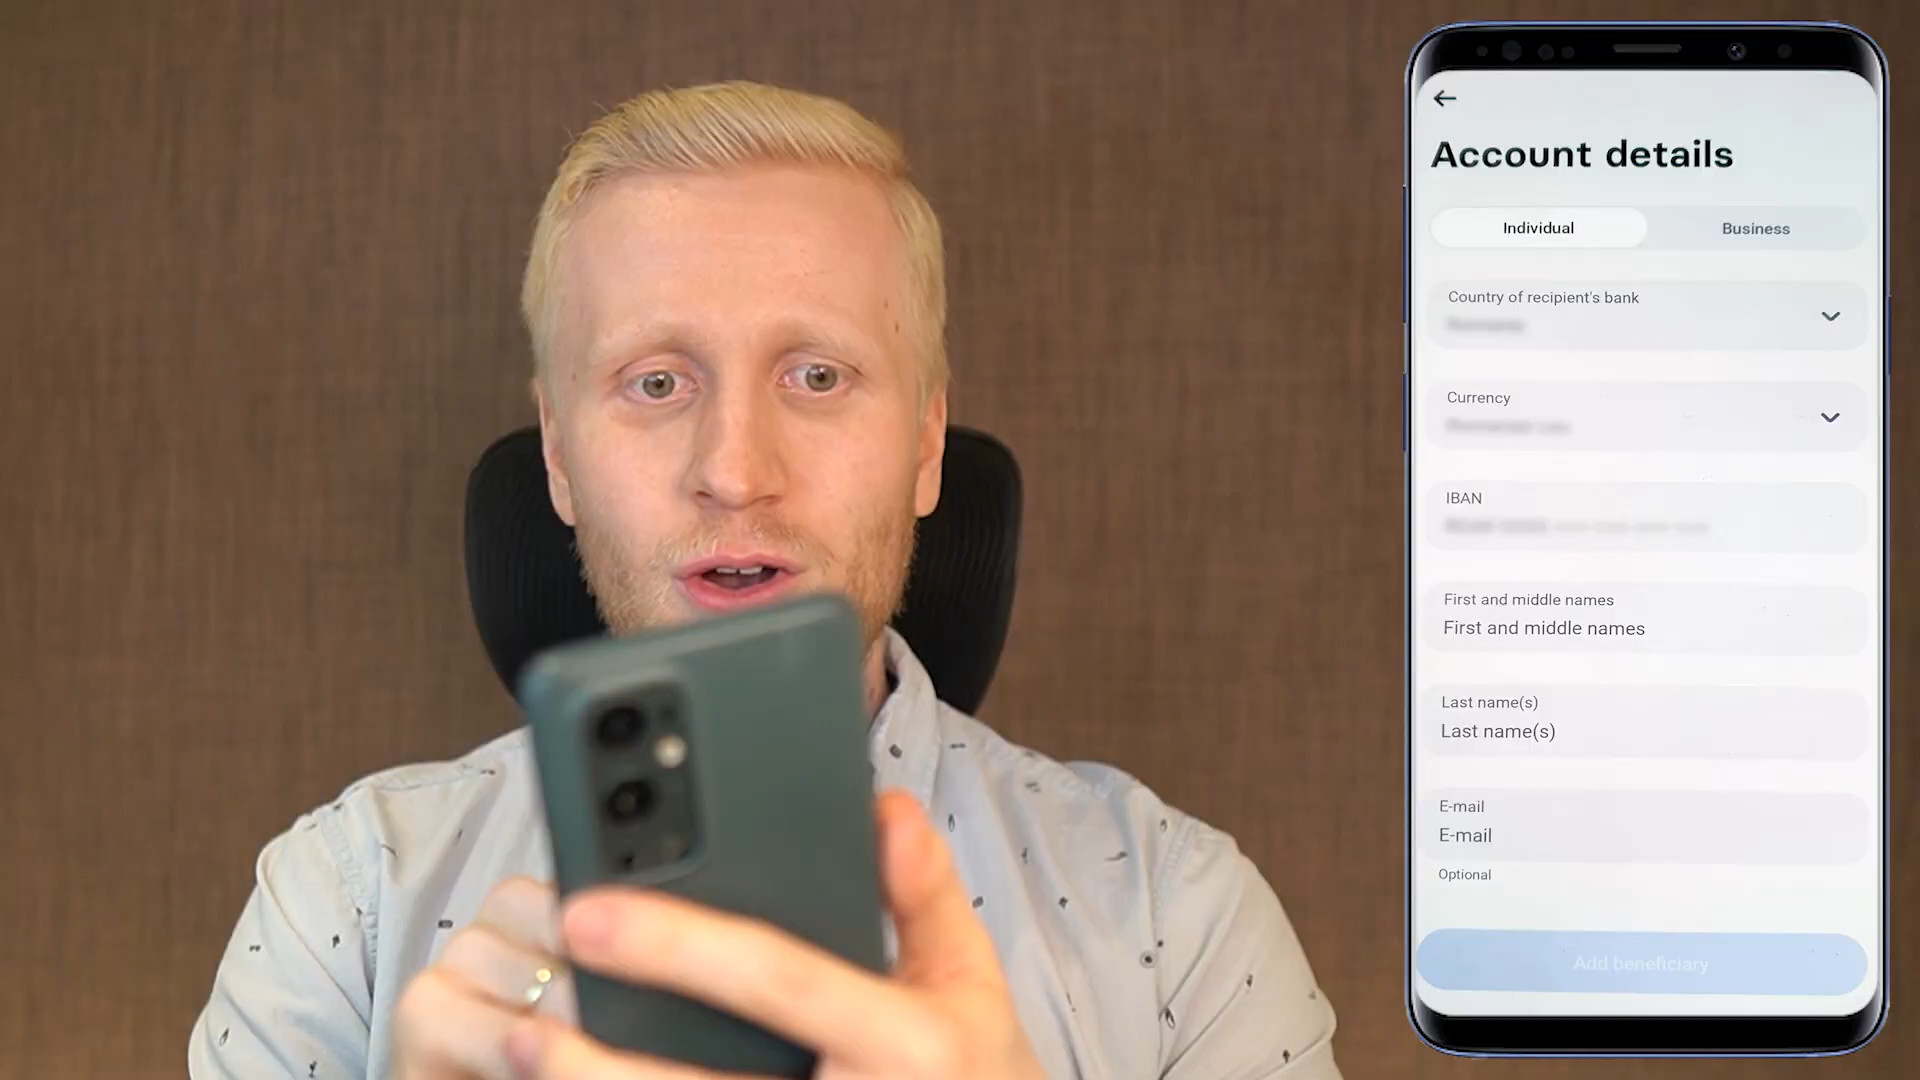 Account details
Individual
Business
Country of recipient's bank
Currency
IBAN
First and middle names
First and middle names
Last name(s)
Last name(s)
E-mail
E-mail
Optional
Add beneficiary